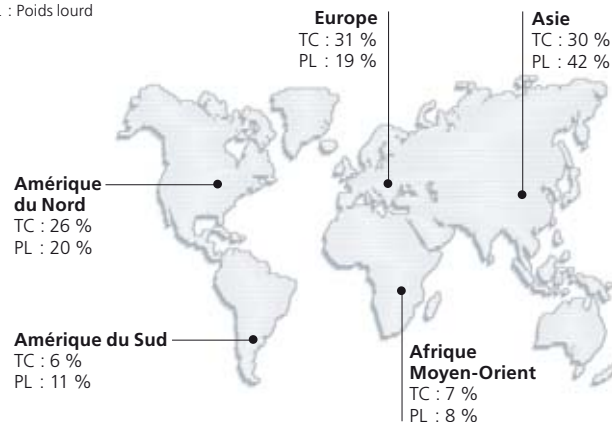 : Poids lourd
Europe
TC : 31 %
PL : 19 %
Asie
TC : 30 %
PL : 42 %
Amérique
du Nord
TC : 26 %
PL : 20 %
Amérique du Sud
TC : 6 %
PL : 11 %
Afrique
Moyen-Orient
TC : 7 %
PL : 8 %